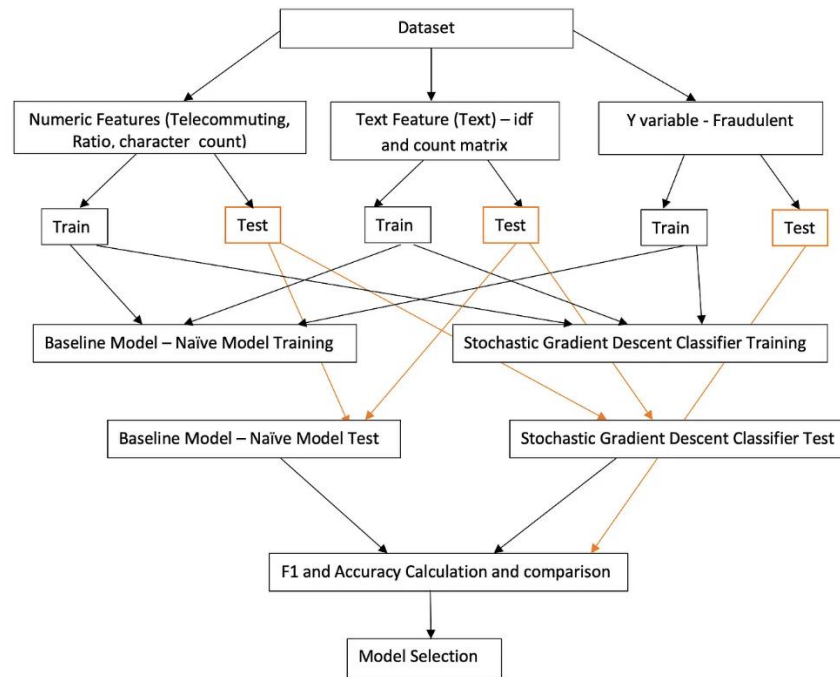 Dataset
Numeric Features (Telecommuting,
Ratio, character count)
Text Feature (Text) – idf
and count matrix
Y variable - Fraudulent
Train
Test
Train
Test
Train
Test
Baseline Model – Naïve Model Training
Stochastic Gradient Descent Classifier Training
Baseline Model – Naïve Model Test
Stochastic Gradient Descent Classifier Test
F1 and Accuracy Calculation and comparison
Model Selection